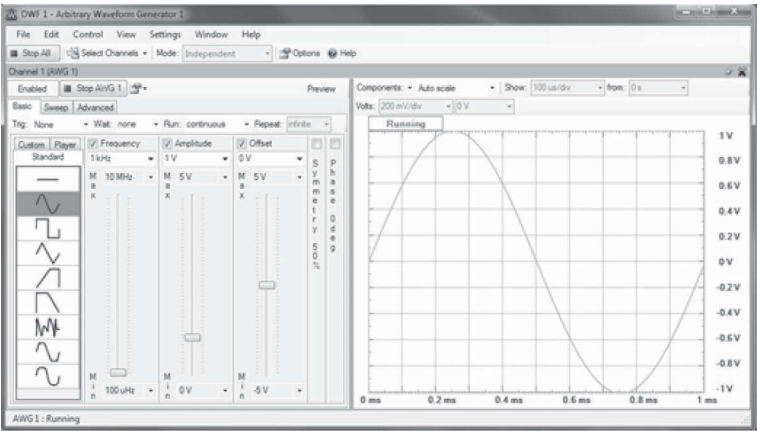 DWF 1 - Arbitrary Waveform Generator 1
File Edit Control View Settings Window Help
Stop All Select Channels Mode: Independent Options Help
Channel 1 (AWG 1)
Enabled Stop AWG 1 Preview
Basic Sweep Advanced
Trig: None Wait: none Run: continuous Repeat: infinite
Custom Player Frequency Amplitude Offset
Standard 1 kHz 1 V 0 V
Max 10 MHz Max 5 V Max 5 V
Min 100 uHz Min 0 V Min -5 V
Symmetry 50%
Phase 0 deg
Components: Auto scale Show: 100 us/div from: 0 s
Volts: 200 mV/div 0 V
Running
1 V
0.8 V
0.6 V
0.4 V
0.2 V
0 V
-0.2 V
-0.4 V
-0.6 V
-0.8 V
-1 V
0 ms 0.2 ms 0.4 ms 0.6 ms 0.8 ms 1 ms
AWG 1 : Running